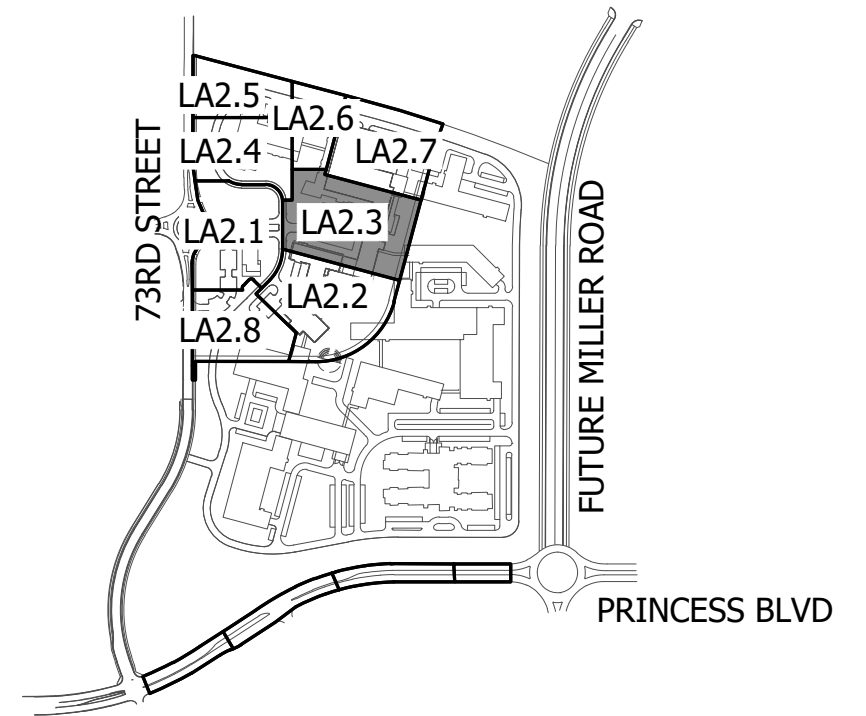 LA2.5
LA2.6
LA2.4
LA2.7
73RD STREET
LA2.3
LA2.1
LA2.2
LA2.8
FUTURE MILLER ROAD
PRINCESS BLVD